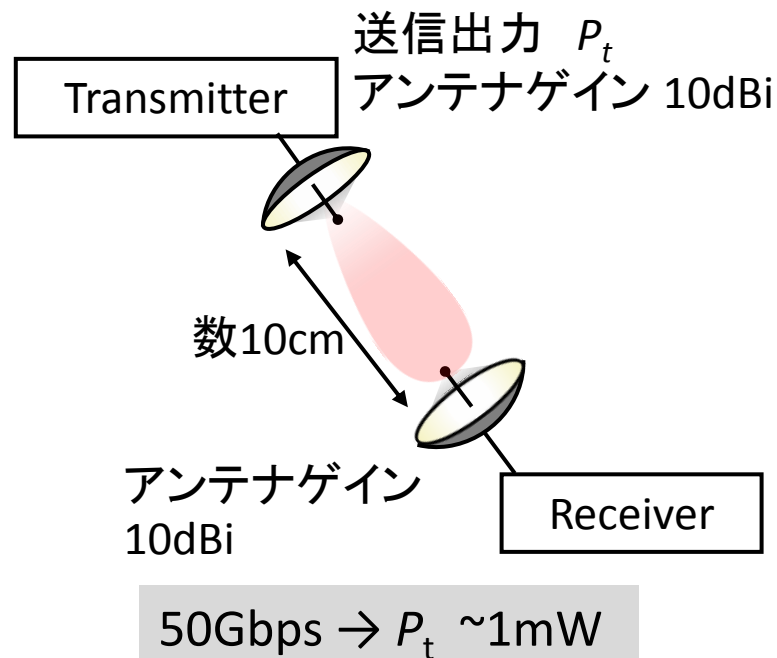 送信出力 Pt
アンテナゲイン 10dBi
Transmitter
数10cm
アンテナゲイン
10dBi
Receiver
50Gbps → Pt ~1mW